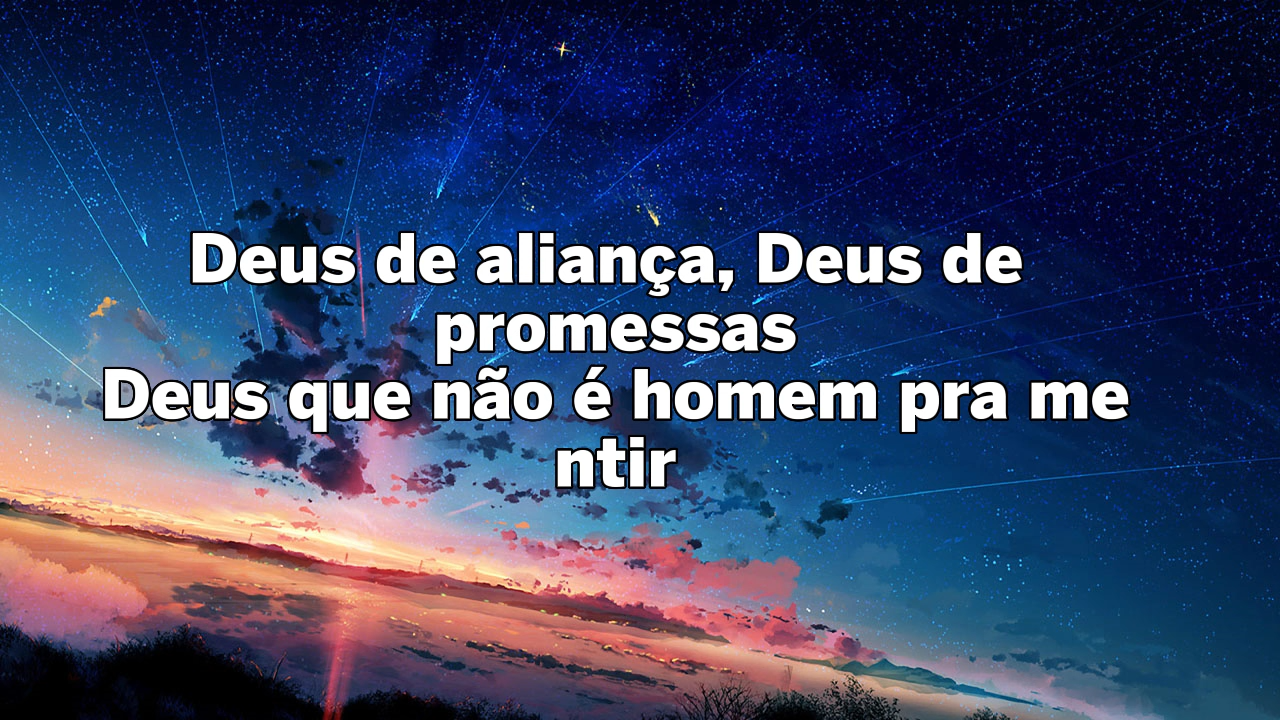 Deus de aliança, Deus de
promessas
Deus que não é homem pra me
ntir